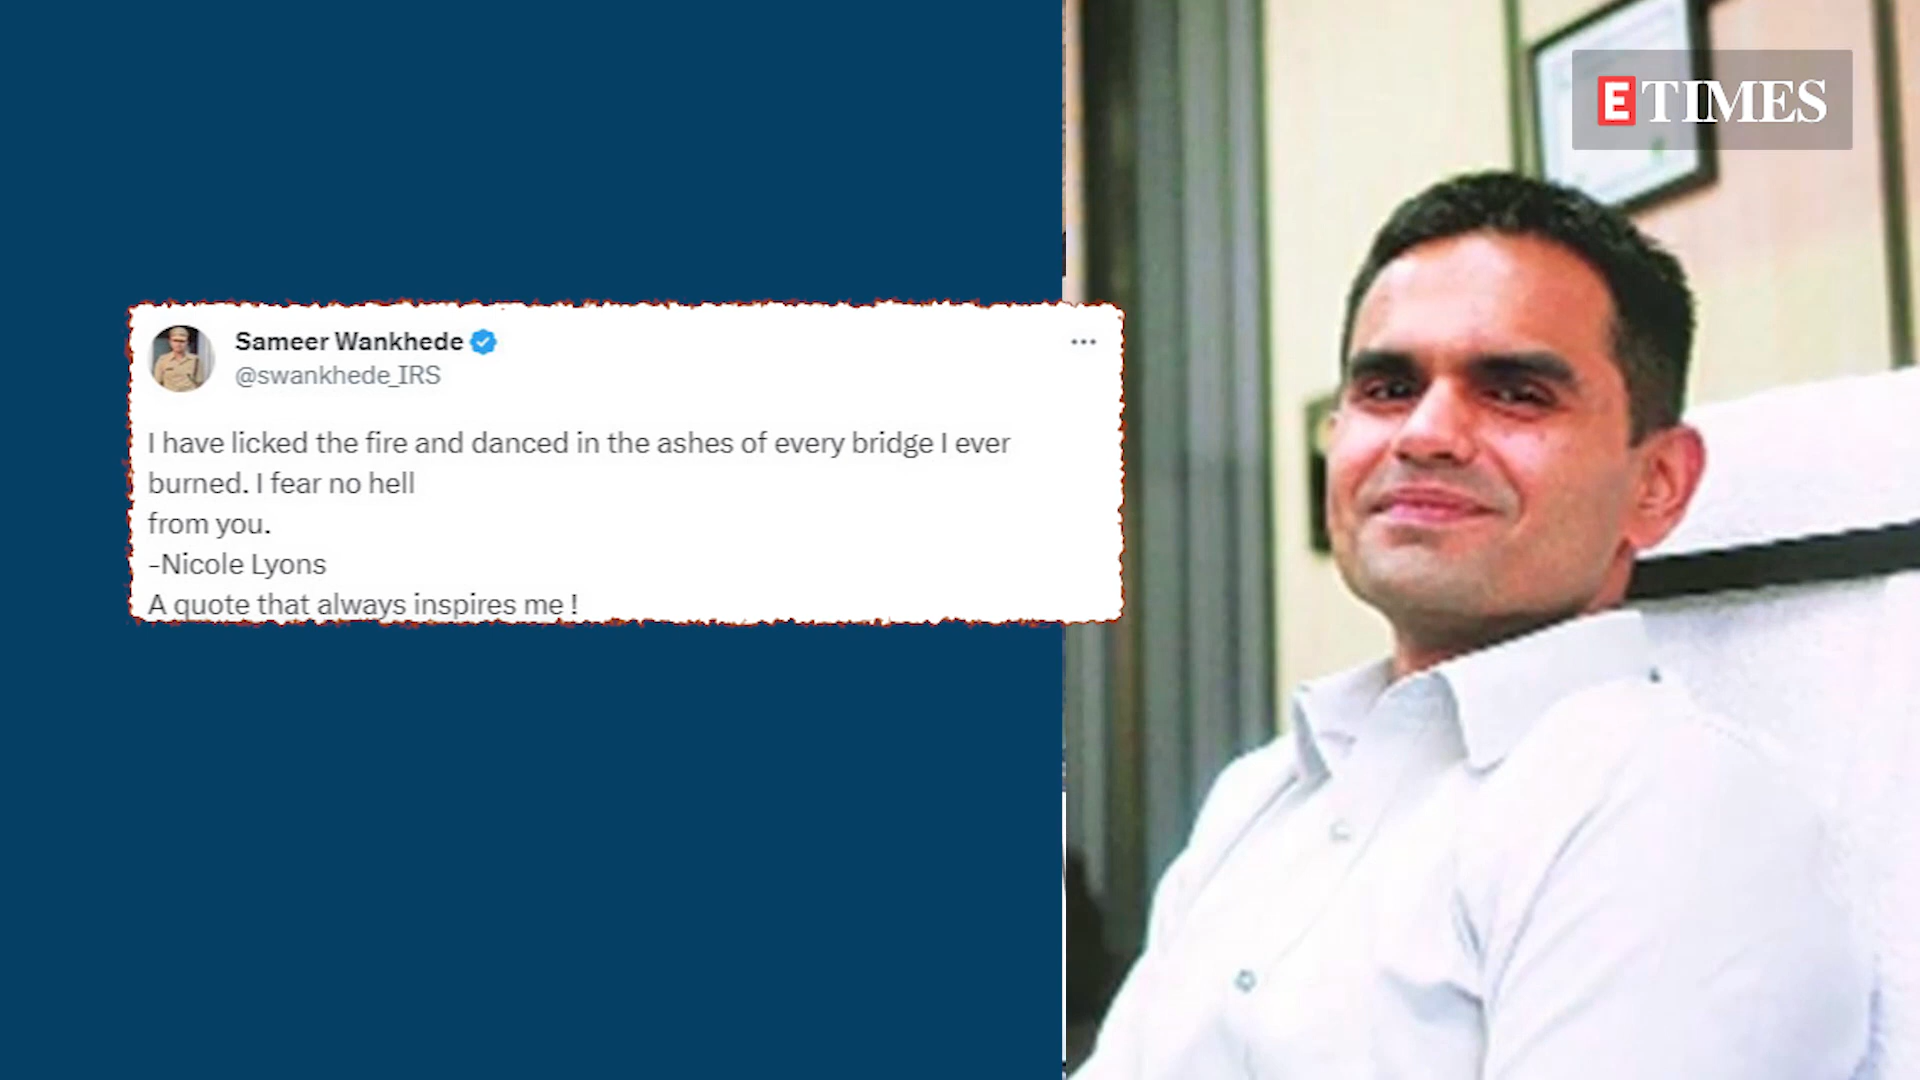 E TIMES
Sameer Wankhede
@swankhede_IRS
I have licked the fire and danced in the ashes of every bridge I ever
burned. I fear no hell
from you.
-Nicole Lyons
A quote that always inspires me !